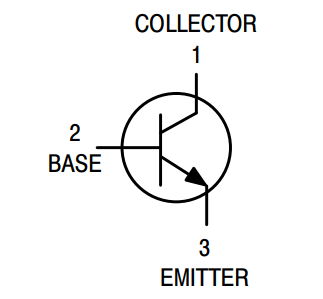 COLLECTOR
1
2
BASE
3
EMITTER